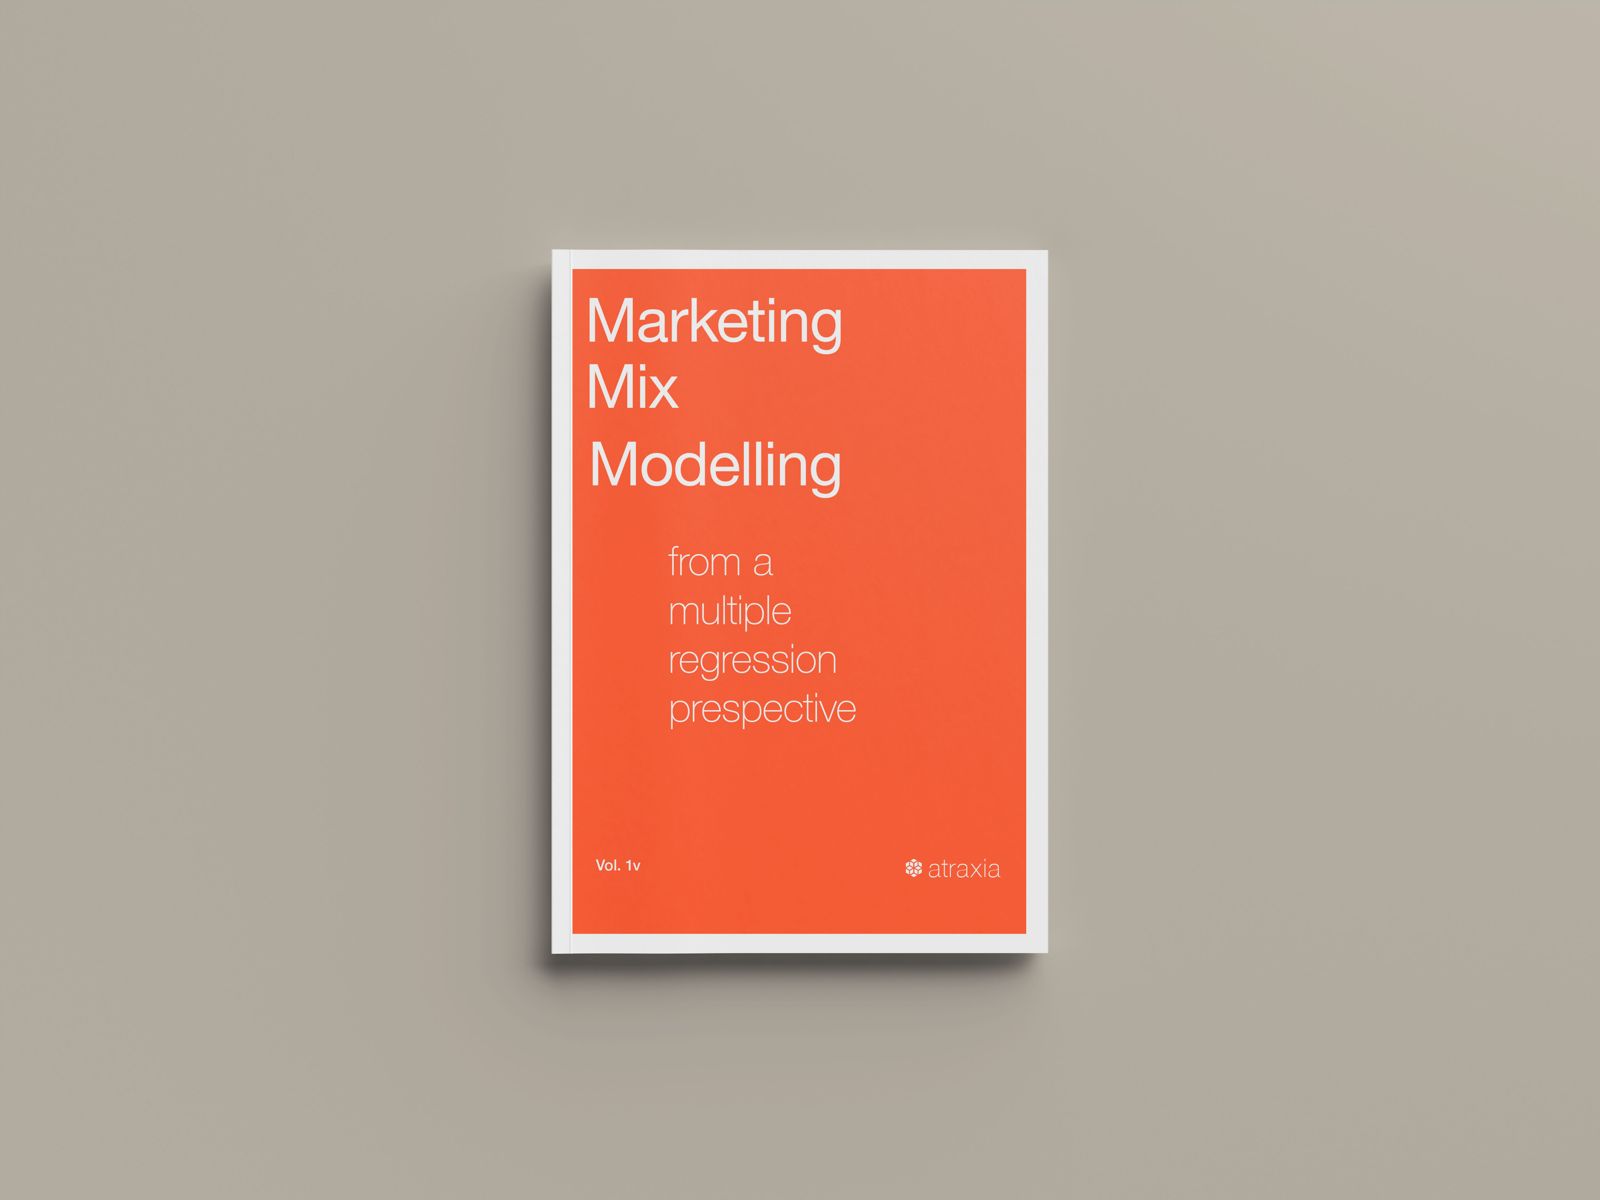 Marketing
Mix
Modelling
from a
multiple
regression
prespective
Vol. 1v
atraxia